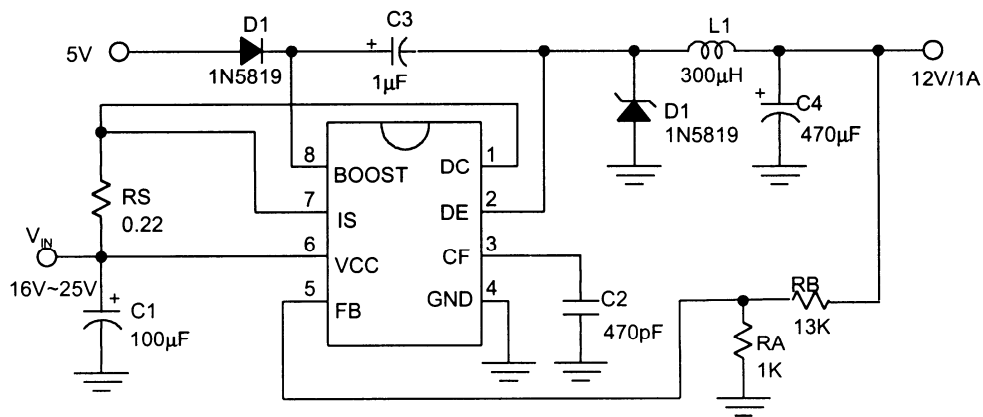 5V
D1
1N5819
+
C3
1µF
L1
300µH
12V/1A
D1
1N5819
+
C4
470µF
8
BOOST
DC
1
7
IS
DE
2
6
VCC
CF
3
5
FB
GND
4
RS
0.22
VIN
16V~25V
+
C1
100µF
C2
470pF
RB
13K
RA
1K